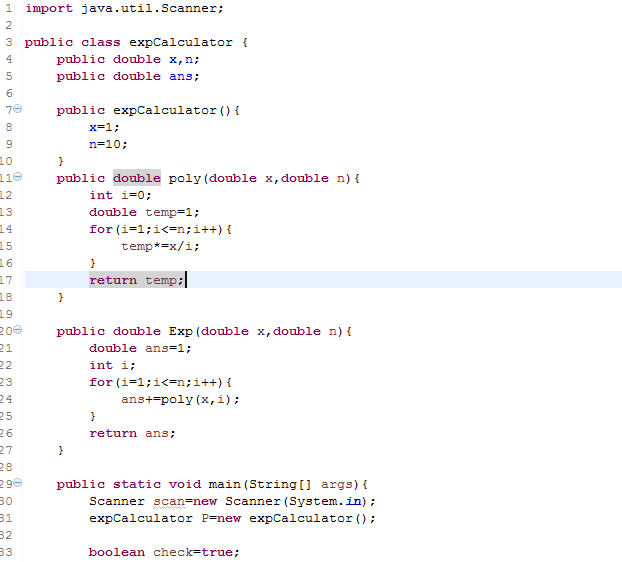 1 import java.util.Scanner;
2
3 public class expCalculator {
4     public double x,n;
5     public double ans;
6
7     public expCalculator(){
8         x=1;
9         n=10;
10     }
11     public double poly(double x,double n){
12         int i=0;
13         double temp=1;
14         for(i=1;i<=n;i++){
15             temp*=x/i;
16         }
17         return temp;
18     }
19
20     public double Exp(double x,double n){
21         double ans=1;
22         int i;
23         for(i=1;i<=n;i++){
24             ans+=poly(x,i);
25         }
26         return ans;
27     }
28
29     public static void main(String[] args){
30         Scanner scan=new Scanner(System.in);
31         expCalculator P=new expCalculator();
32
33         boolean check=true;